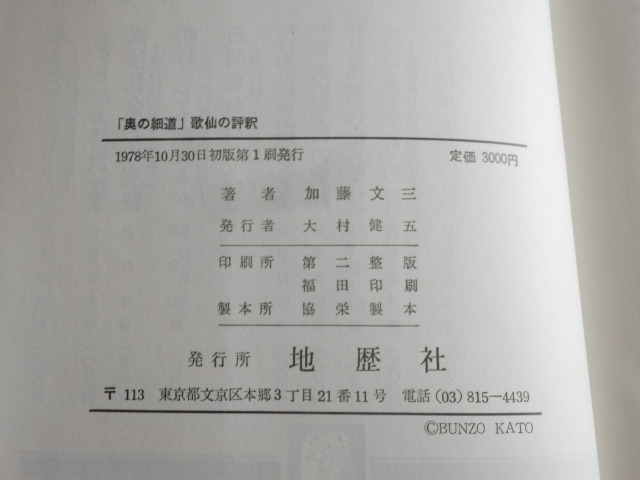 「奥の細道」歌仙の評釈
1978年10月30日初版第1刷発行 定価 3000円
著者 加藤文三
発行者 大村健五
印刷所 第二整版
福田印刷
製本所 協栄製本
発行所 地歴社
〒113 東京都文京区本郷3丁目21番11号 電話(03)815-4439
©BUNZO KATO